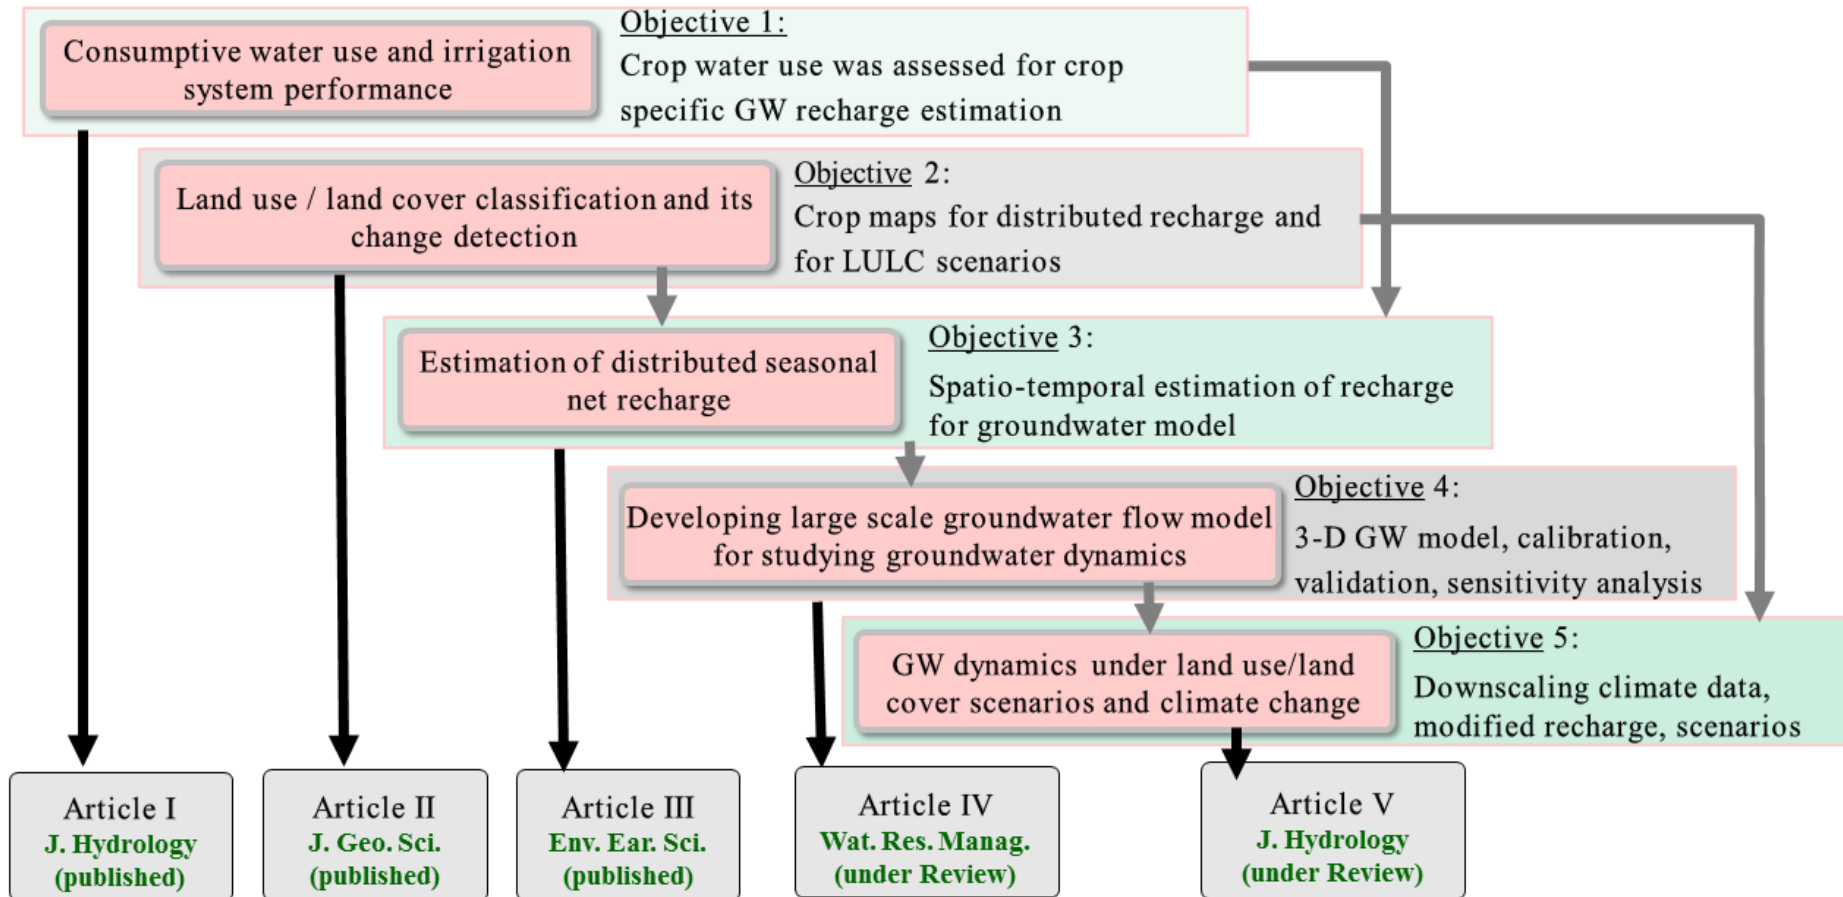 Consumptive water use and irrigation
system performance
Objective 1:
Crop water use was assessed for crop
specific GW recharge estimation
Land use / land cover classification and its
change detection
Objective 2:
Crop maps for distributed recharge and
for LULC scenarios
Estimation of distributed seasonal
net recharge
Objective 3:
Spatio-temporal estimation of recharge
for groundwater model
Developing large scale groundwater flow model
for studying groundwater dynamics
Objective 4:
3-D GW model, calibration,
validation, sensitivity analysis
GW dynamics under land use/land
cover scenarios and climate change
Objective 5:
Downscaling climate data,
modified recharge, scenarios
Article I
J. Hydrology
(published)
Article II
J. Geo. Sci.
(published)
Article III
Env. Ear. Sci.
(published)
Article IV
Wat. Res. Manag.
(under Review)
Article V
J. Hydrology
(under Review)